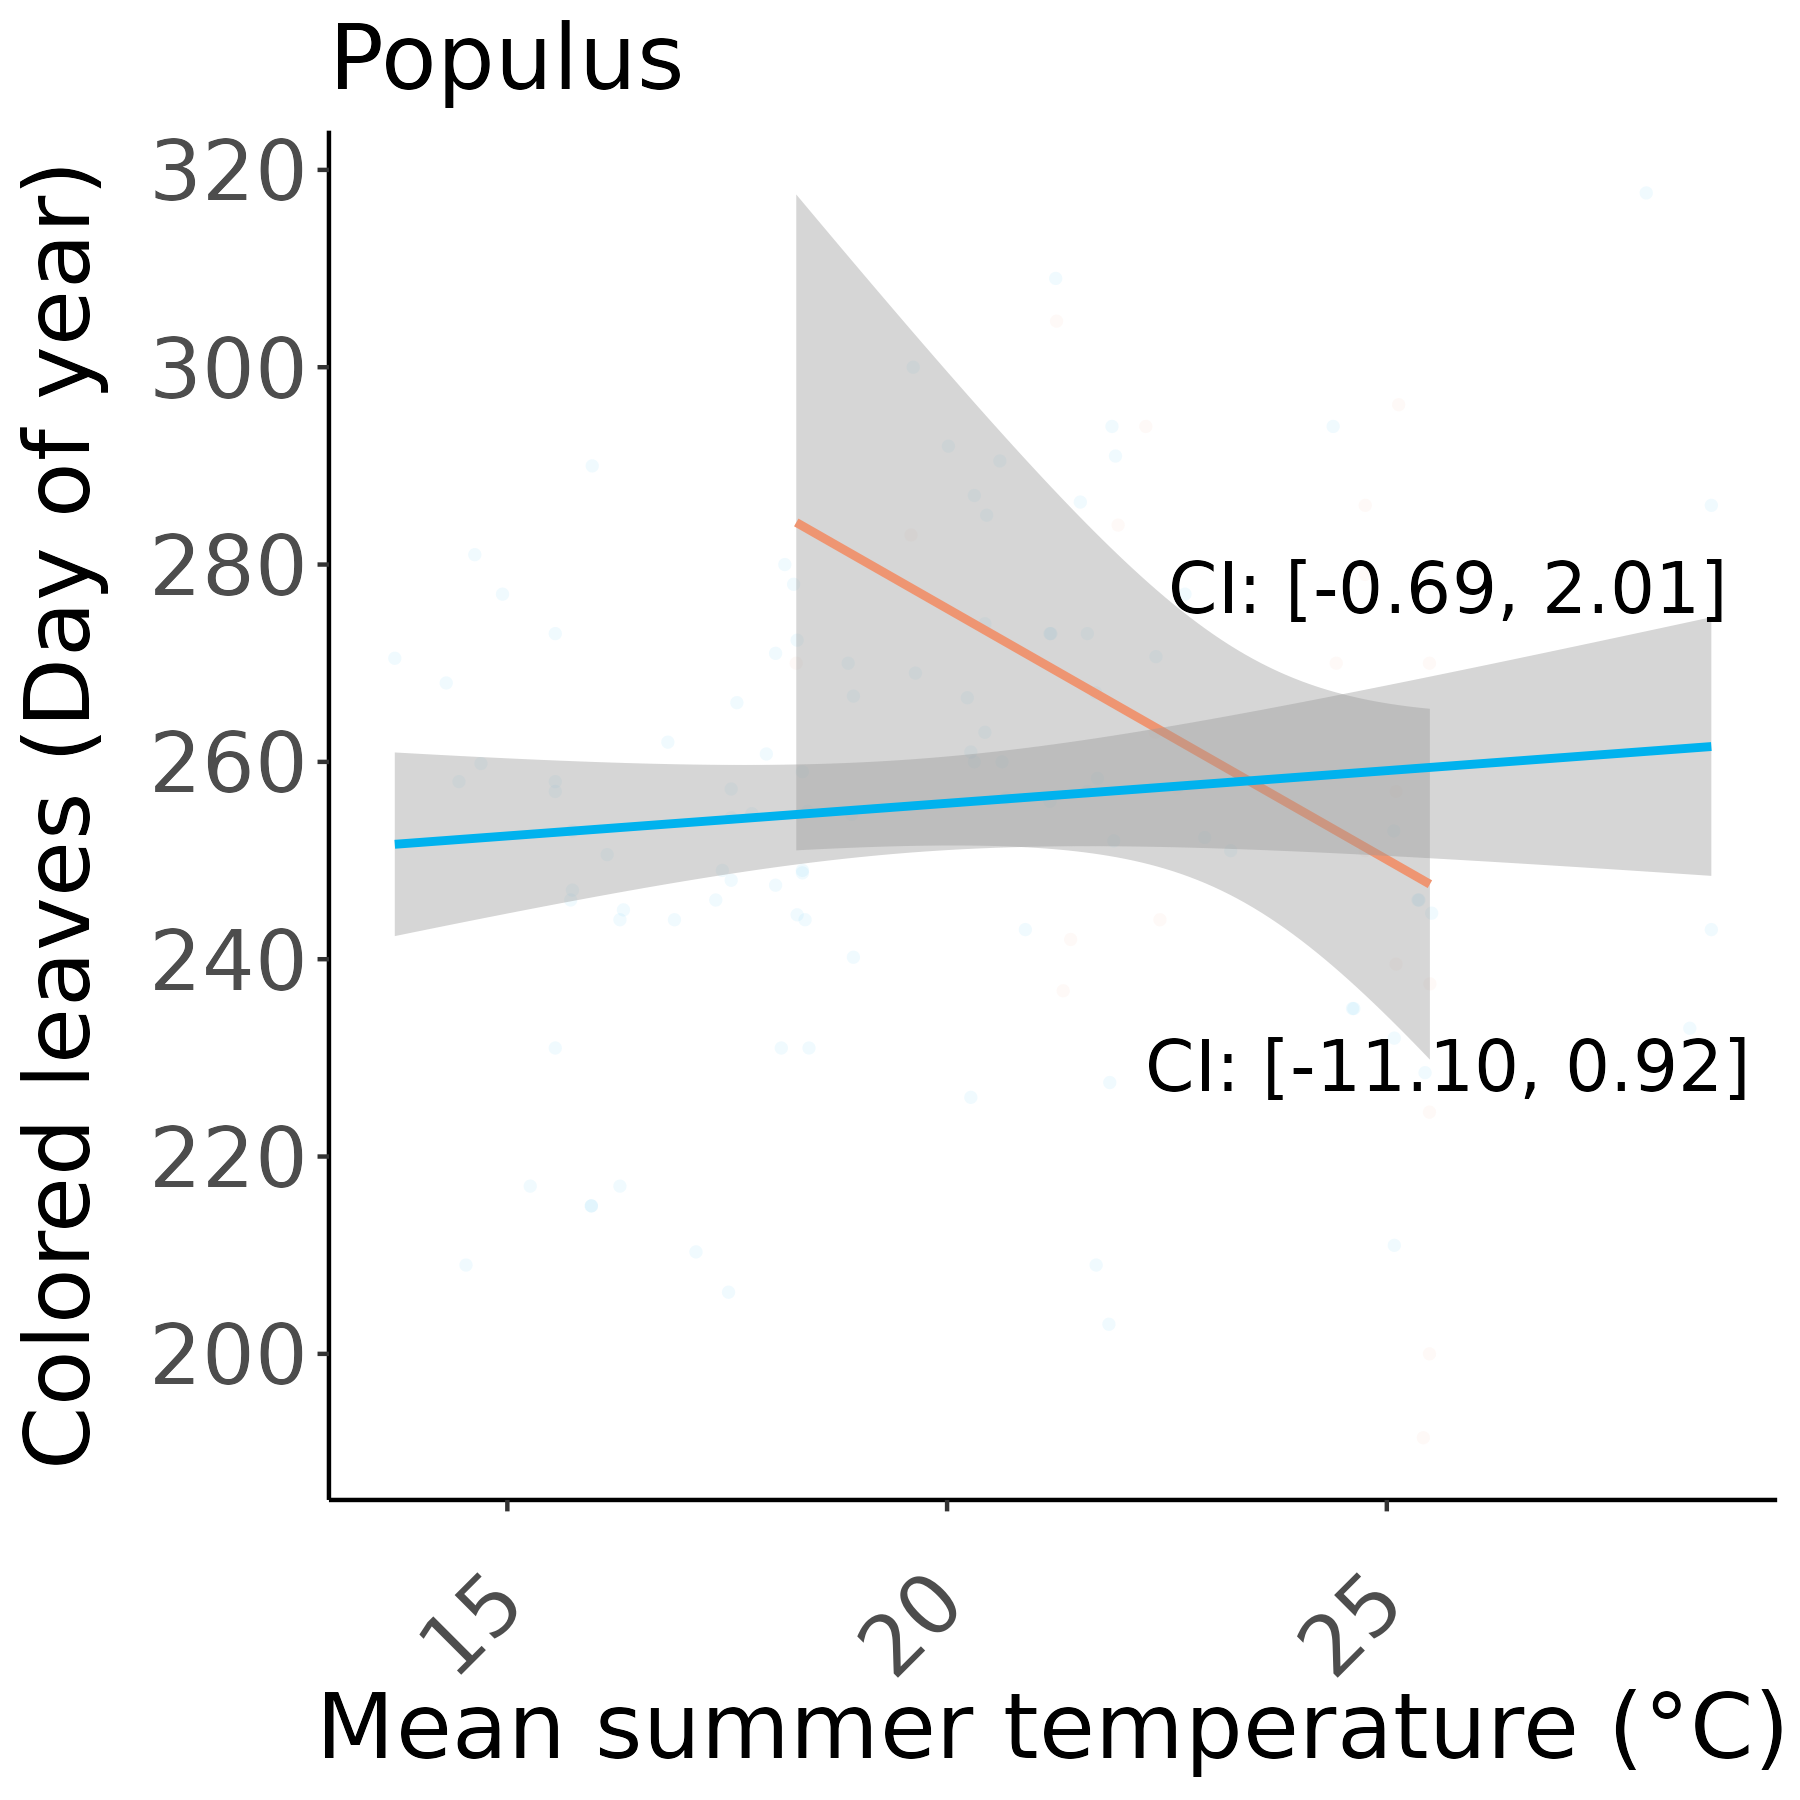 Populus
Colored leaves (Day of year)
320
300
280
260
240
220
200
CI: [-0.69, 2.01]
CI: [-11.10, 0.92]
15
20
25
Mean summer temperature (°C)